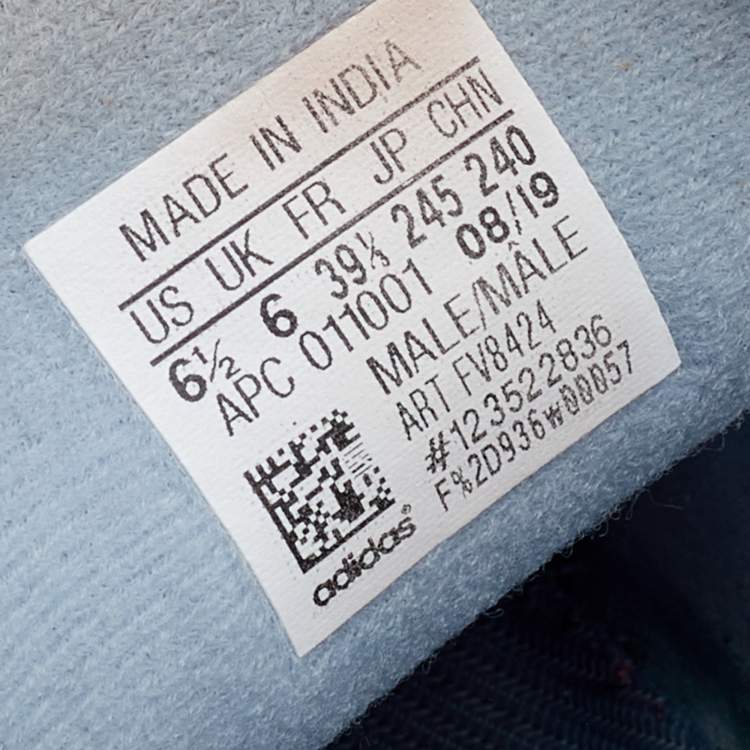 MADE IN INDIA
US UK FR JP CHN
6½ 6 39⅓ 245 240
APC 011001 08/19
MALE/MÂLE
ART FV8424
#123522836
F%2D936W00057
adidas®